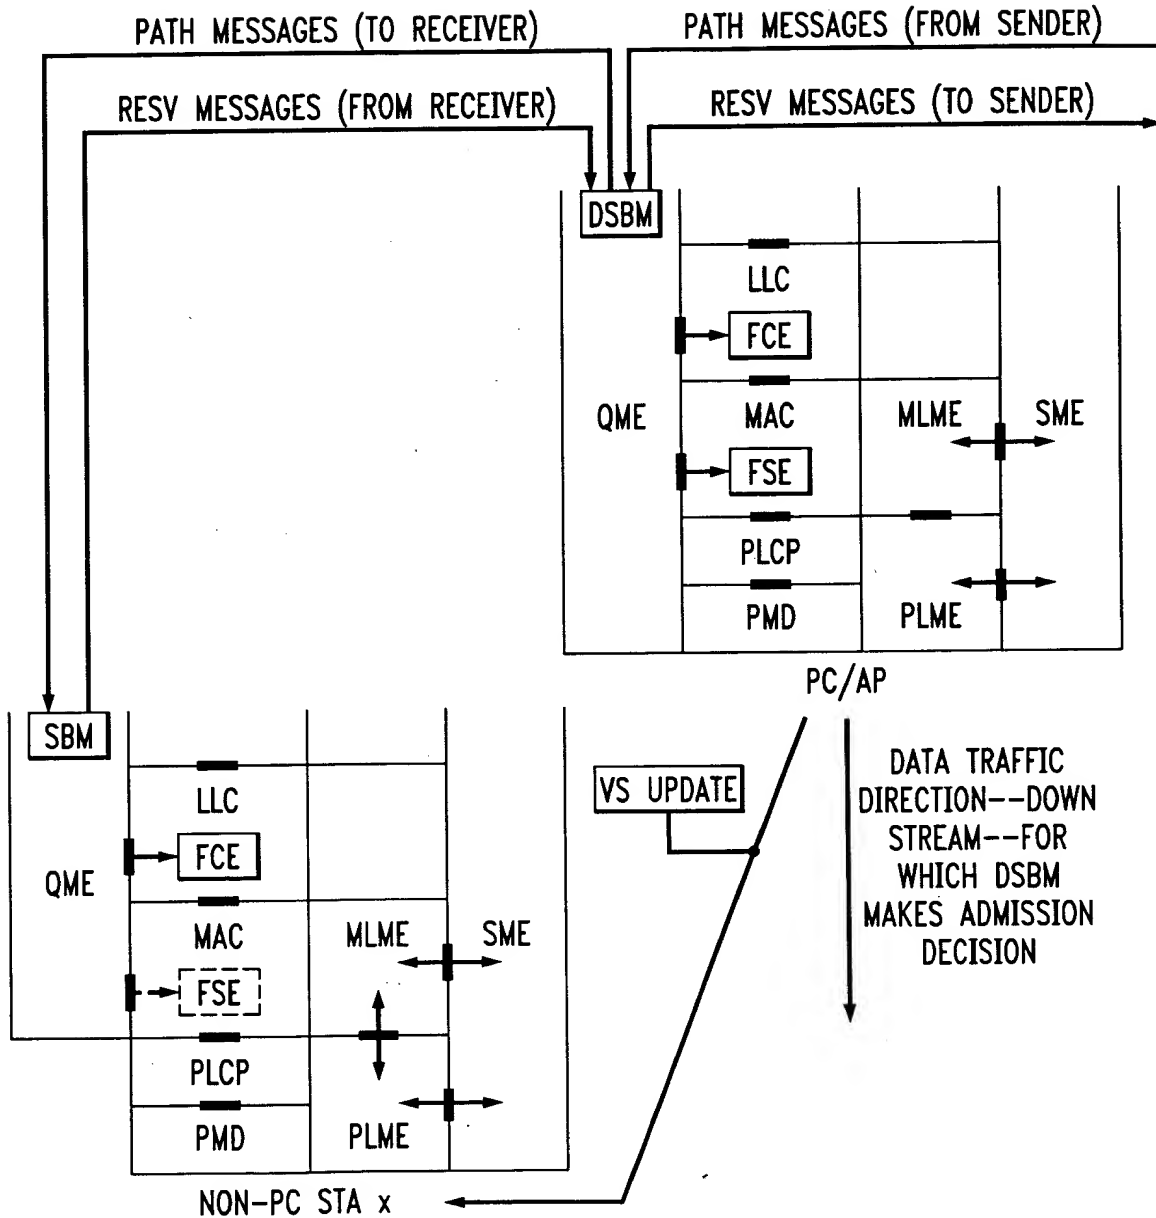 PATH MESSAGES (TO RECEIVER)
PATH MESSAGES (FROM SENDER)
RESV MESSAGES (FROM RECEIVER)
RESV MESSAGES (TO SENDER)
DSBM
LLC
FCE
QME
MAC
MLME
SME
FSE
PLCP
PMD
PLME
PC/AP
SBM
LLC
FCE
QME
MAC
MLME
SME
FSE
PLCP
PMD
PLME
NON-PC STA x
VS UPDATE
DATA TRAFFIC
DIRECTION--DOWN
STREAM--FOR
WHICH DSBM
MAKES ADMISSION
DECISION